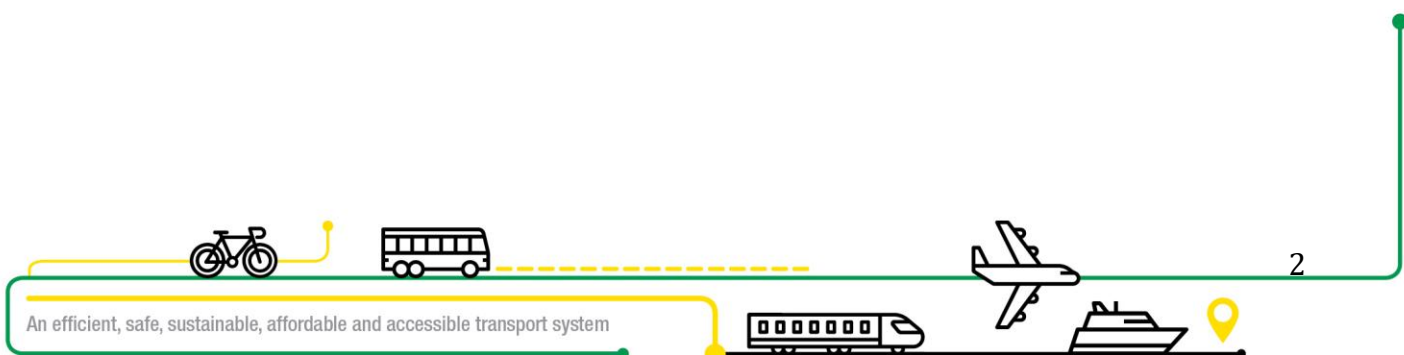 2
An efficient, safe, sustainable, affordable and accessible transport system